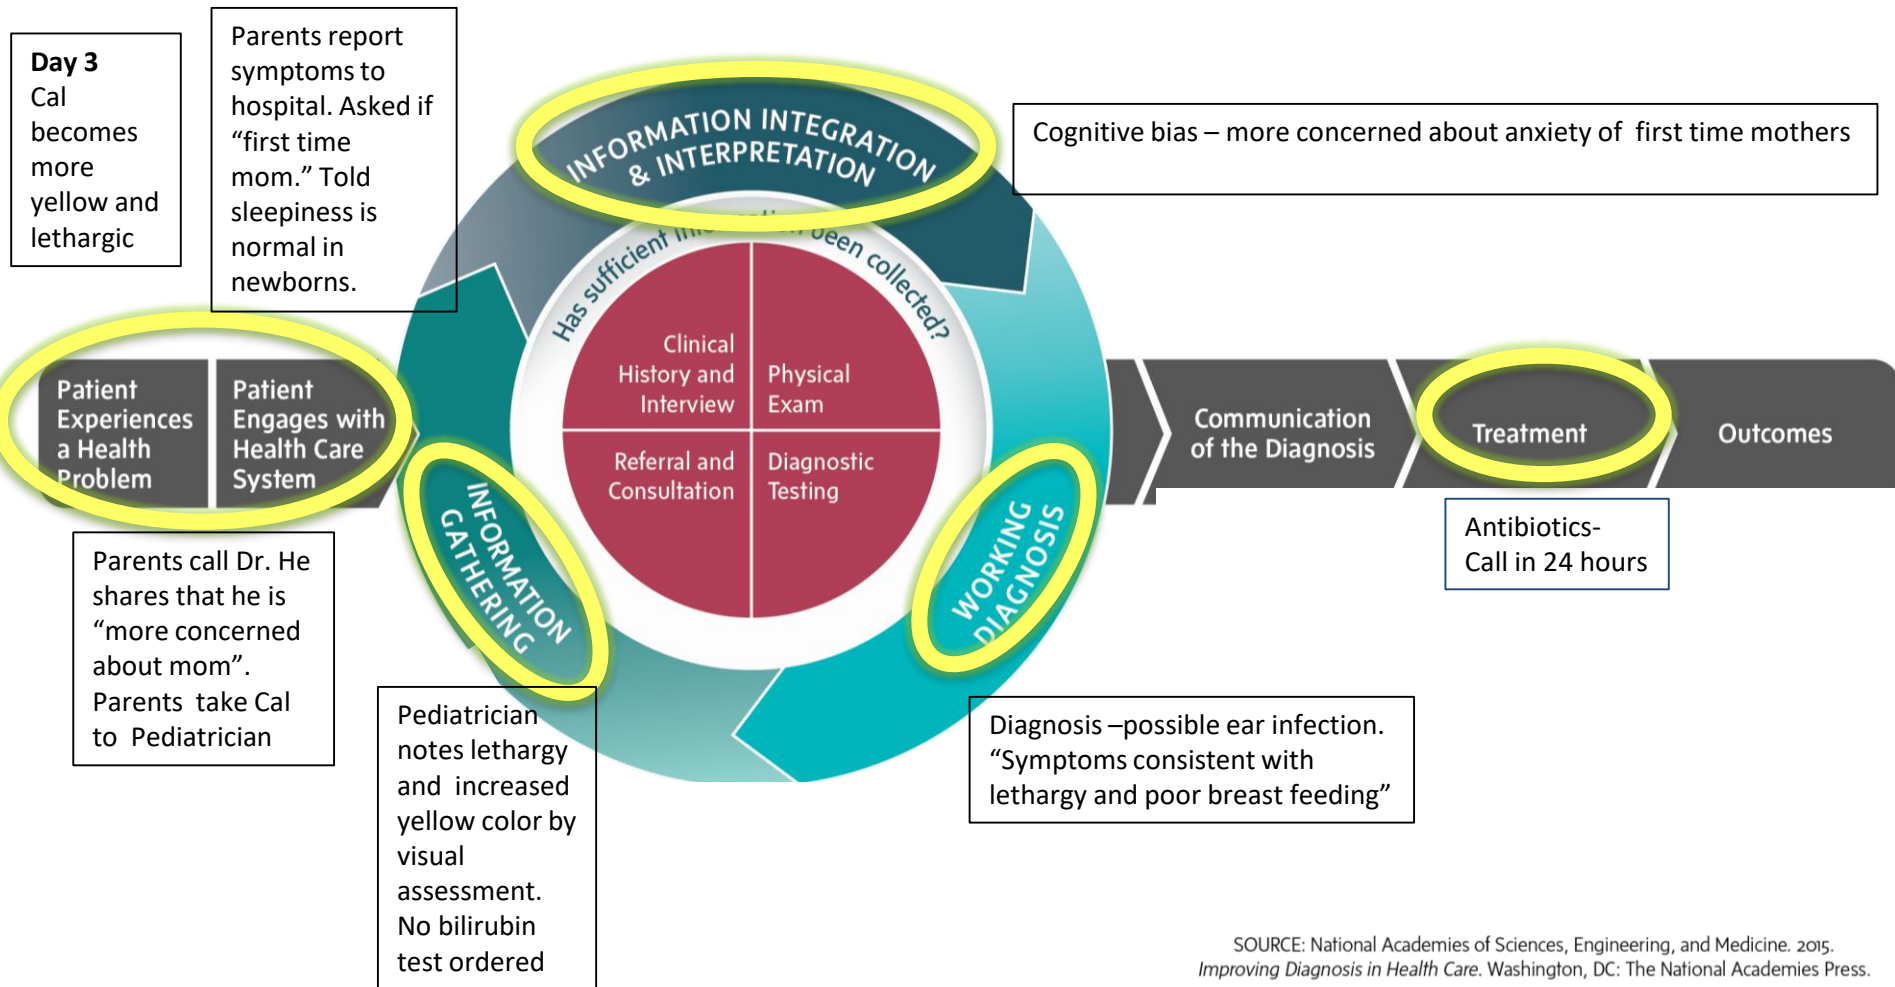 Day 3
Cal
becomes
more
yellow and
lethargic
Parents report
symptoms to
hospital. Asked if
“first time
mom.” Told
sleepiness is
normal in
newborns.
INFORMATION INTEGRATION
& INTERPRETATION
Cognitive bias – more concerned about anxiety of first time mothers
Has sufficient been collected?
Clinical
History and
Interview
Physical
Exam
Referral and
Consultation
Diagnostic
Testing
Patient
Experiences
a Health
Problem
Patient
Engages with
Health Care
System
INFORMATION
GATHERING
WORKING
DIAGNOSIS
Communication
of the Diagnosis
Treatment
Outcomes
Parents call Dr. He
shares that he is
“more concerned
about mom”.
Parents take Cal
to Pediatrician
Pediatrician
notes lethargy
and increased
yellow color by
visual
assessment.
No bilirubin
test ordered
Diagnosis –possible ear infection.
“Symptoms consistent with
lethargy and poor breast feeding”
Antibiotics-
Call in 24 hours
SOURCE: National Academies of Sciences, Engineering, and Medicine. 2015.
Improving Diagnosis in Health Care. Washington, DC: The National Academies Press.